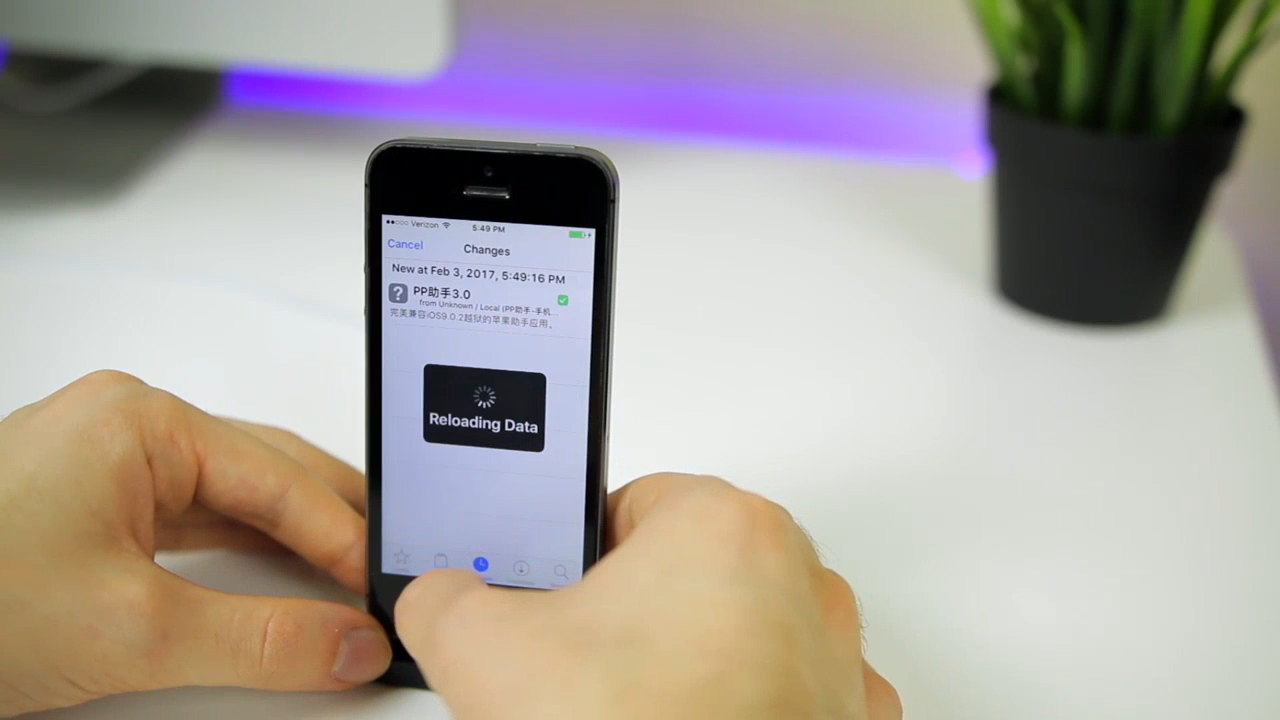 Verizon 5:49 PM
Cancel Changes
New at Feb 3, 2017, 5:49:16 PM
PP助手3.0
from Unknown / Local (PP助手-手机...
完美兼容iOS9.0.2越狱的苹果助手应用。
Reloading Data